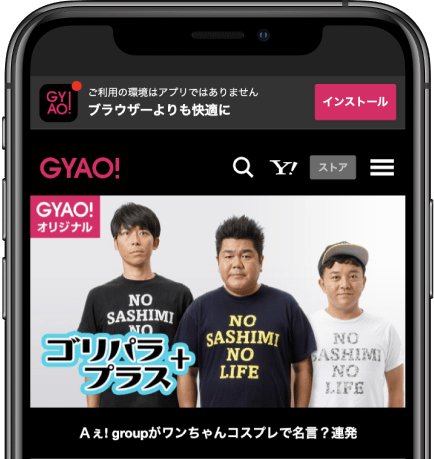 GY
AO!
ご利用の環境はアプリではありません
ブラウザーよりも快適に
インストール
GYAO!
Y!
ストア
GYAO!
オリジナル
NO
SASHIMI
NO
NO
SASHIMI
NO
LIFE
NO
SASHIMI
NO
LIFE
ゴリパラ
プラス+
Aぇ! groupがワンちゃんコスプレで名言？連発